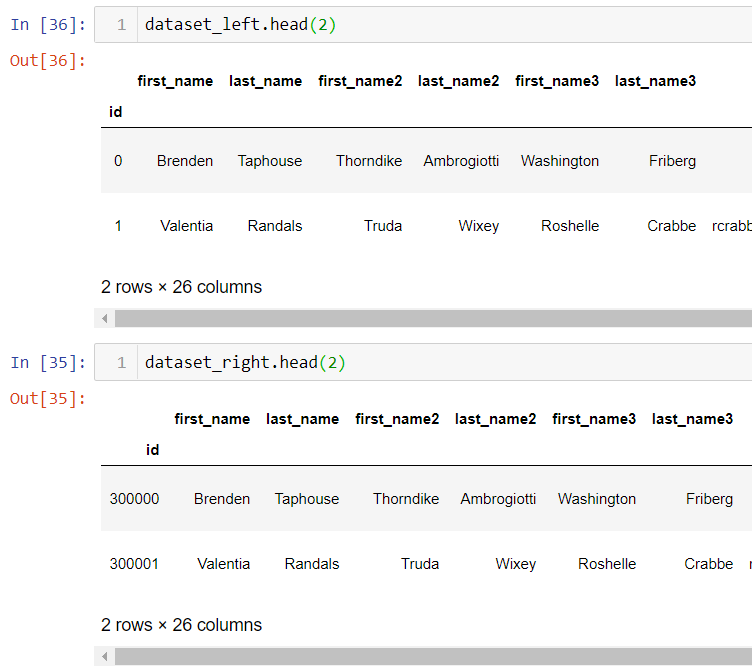 In [36]: 1 dataset_left.head(2)
Out[36]:
first_name last_name first_name2 last_name2 first_name3 last_name3
id
0 Brenden Taphouse Thorndike Ambrogiotti Washington Friberg
1 Valentia Randals Truda Wixey Roshelle Crabbe rcrabb
2 rows × 26 columns
In [35]: 1 dataset_right.head(2)
Out[35]:
first_name last_name first_name2 last_name2 first_name3 last_name3
id
300000 Brenden Taphouse Thorndike Ambrogiotti Washington Friberg
300001 Valentia Randals Truda Wixey Roshelle Crabbe
2 rows × 26 columns